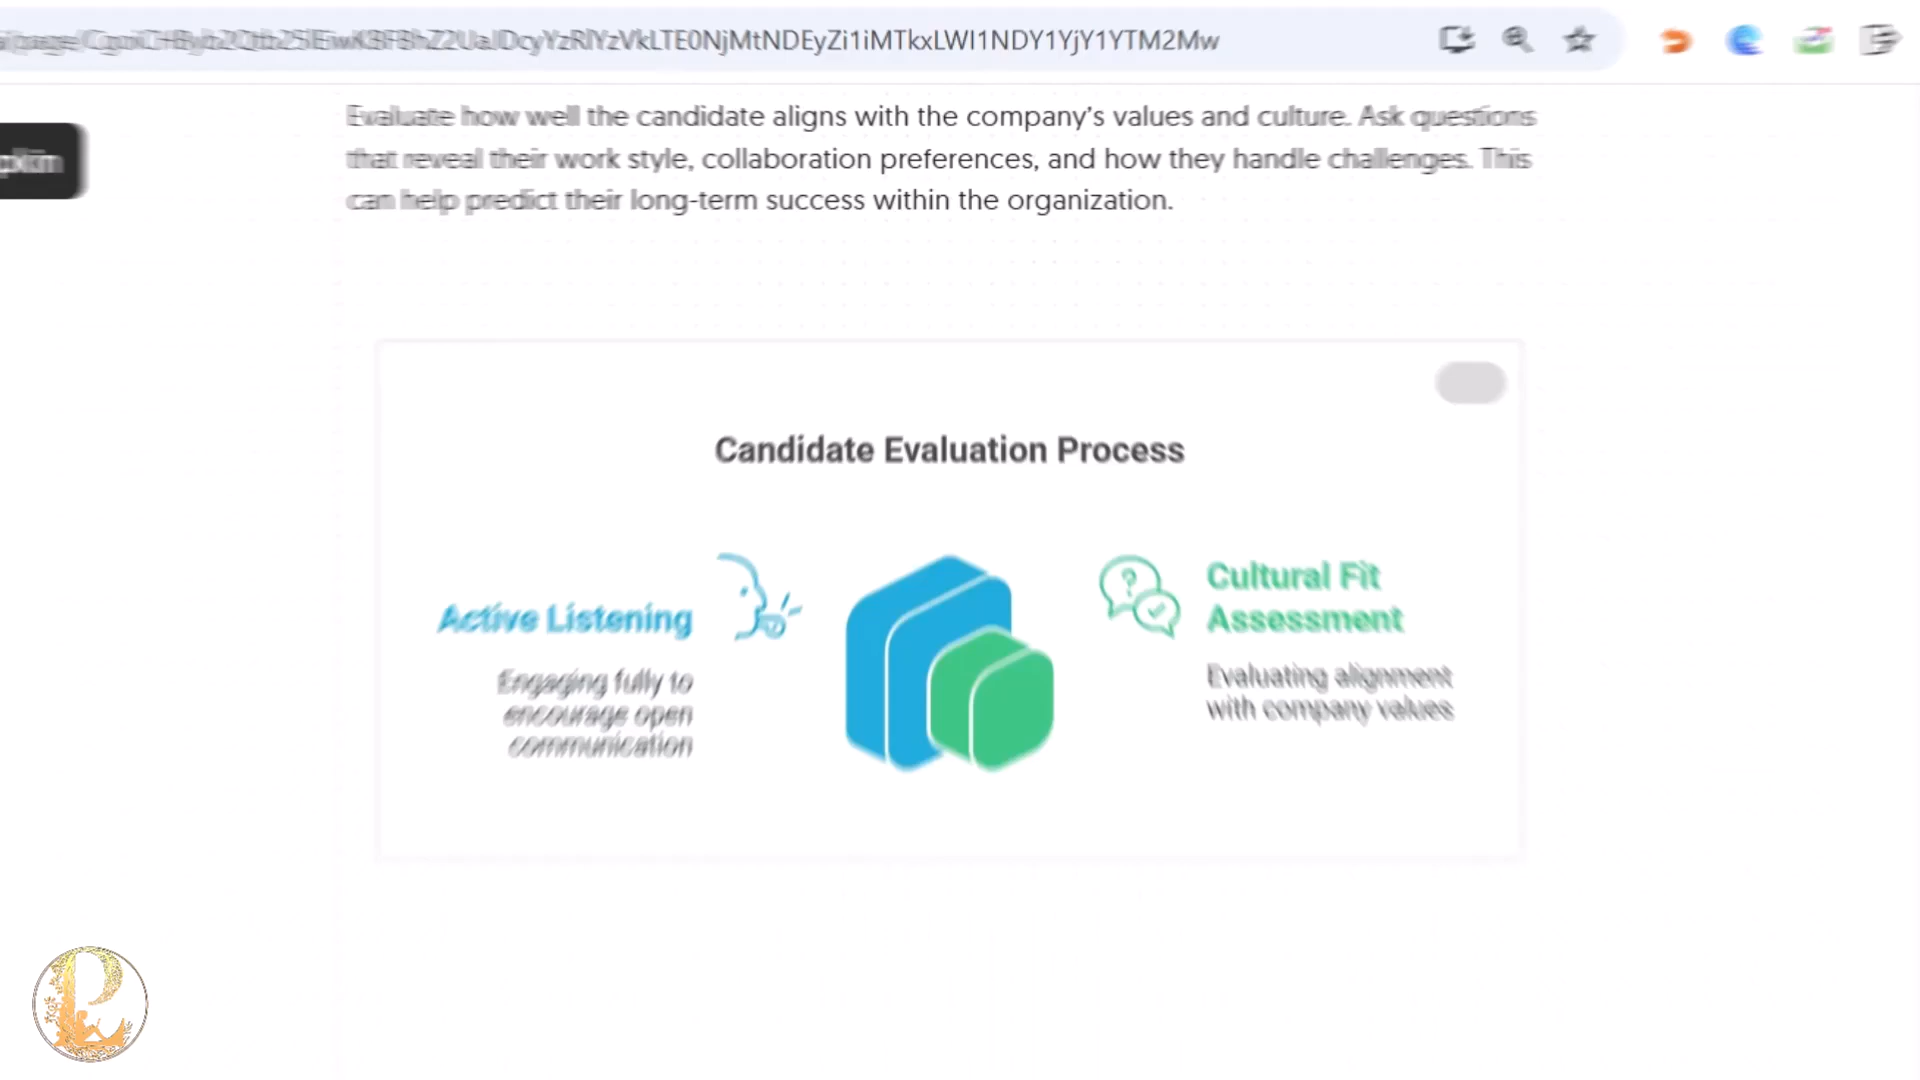 YzRlYzVkLTE0NjMtNDEyZi1iMTkxLWI1NDY1YjY1YTM2Mw
Evaluate how well the candidate aligns with the company’s values and culture. Ask questions
that reveal their work style, collaboration preferences, and how they handle challenges. This
can help predict their long-term success within the organization.
Candidate Evaluation Process
Active Listening
Engaging fully to
encourage open
communication
Cultural Fit
Assessment
Evaluating alignment
with company values